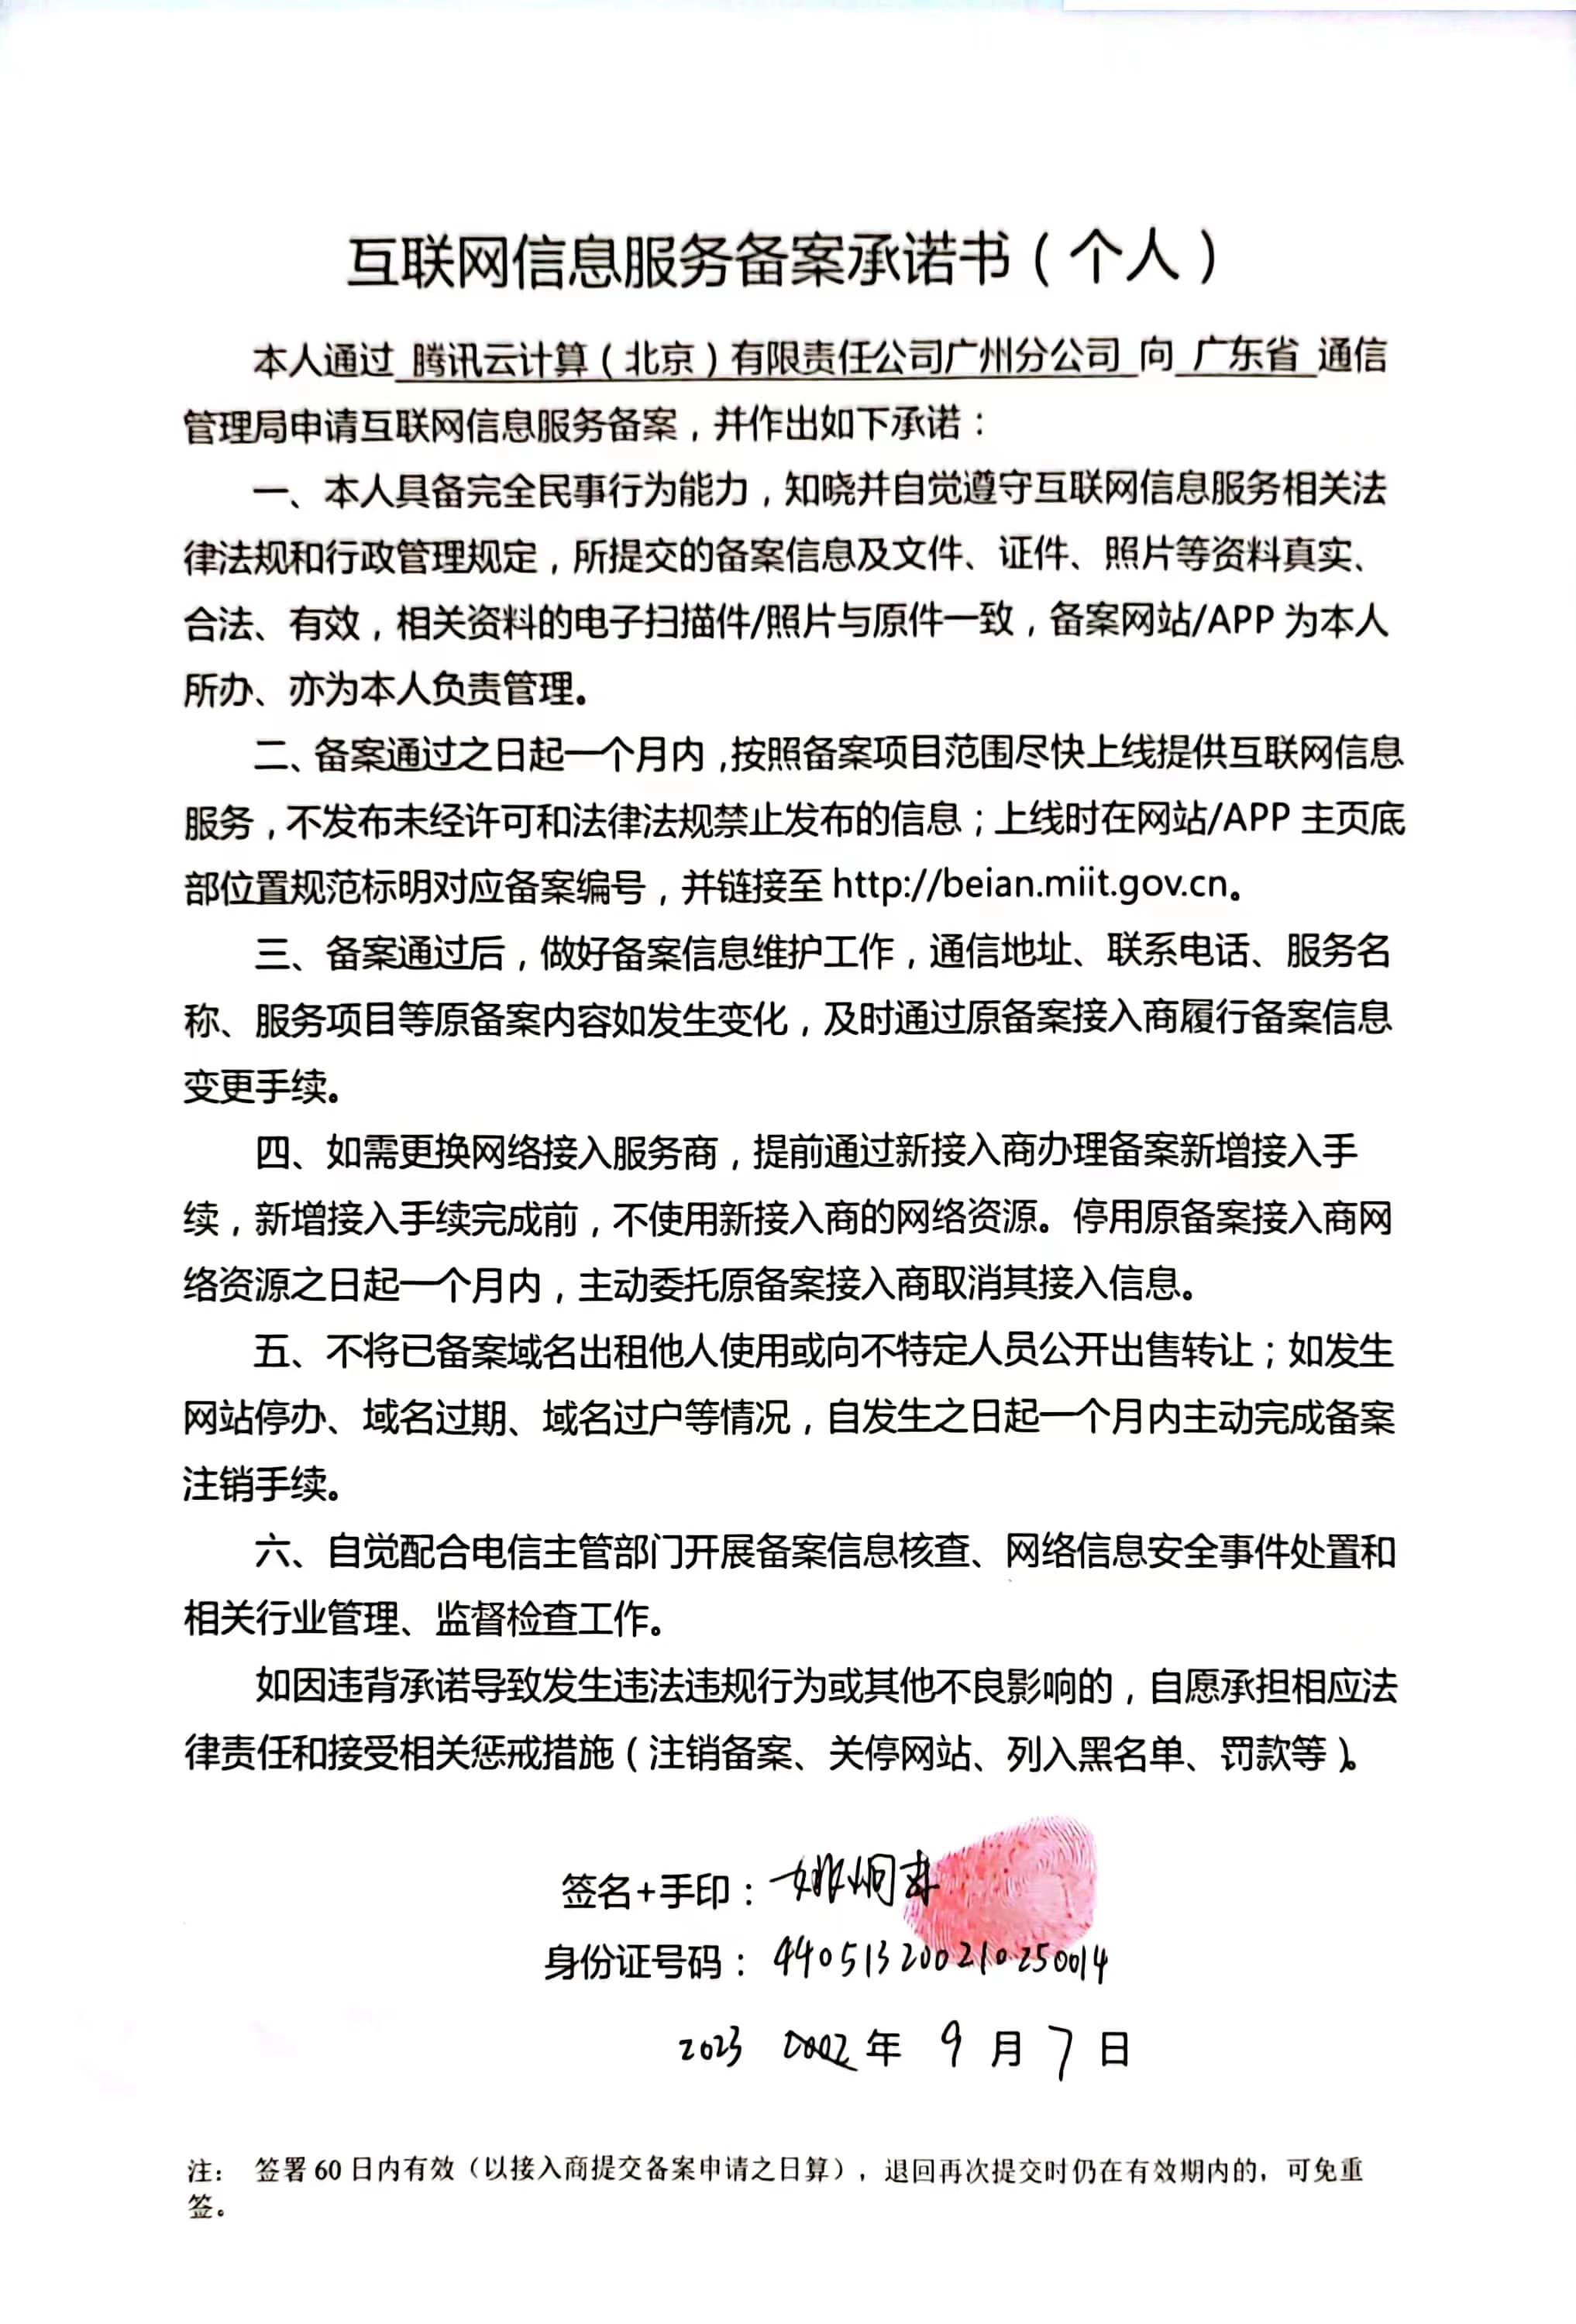 互联网信息服务备案承诺书（个人）
本人通过 腾讯云计算（北京）有限责任公司广州分公司 向 广东省 通信
管理局申请互联网信息服务备案，并作出如下承诺：
一、本人具备完全民事行为能力，知晓并自觉遵守互联网信息服务相关法
律法规和行政管理规定，所提交的备案信息及文件、证件、照片等资料真实、
合法、有效，相关资料的电子扫描件/照片与原件一致，备案网站/APP 为本人
所办、亦为本人负责管理。
二、备案通过之日起一个月内，按照备案项目范围尽快上线提供互联网信息
服务，不发布未经许可和法律法规禁止发布的信息；上线时在网站/APP 主页底
部位置规范标明对应备案编号，并链接至 http://beian.miit.gov.cn。
三、备案通过后，做好备案信息维护工作，通信地址、联系电话、服务名
称、服务项目等原备案内容如发生变化，及时通过原备案接入商履行备案信息
变更手续。
四、如需更换网络接入服务商，提前通过新接入商办理备案新增接入手
续，新增接入手续完成前，不使用新接入商的网络资源。停用原备案接入商网
络资源之日起一个月内，主动委托原备案接入商取消其接入信息。
五、不将已备案域名出租他人使用或向不特定人员公开出售转让；如发生
网站停办、域名过期、域名过户等情况，自发生之日起一个月内主动完成备案
注销手续。
六、自觉配合电信主管部门开展备案信息核查、网络信息安全事件处置和
相关行业管理、监督检查工作。
如因违背承诺导致发生违法违规行为或其他不良影响的，自愿承担相应法
律责任和接受相关惩戒措施（注销备案、关停网站、列入黑名单、罚款等）。
签名+手印：姚炯
身份证号码：440513200210250014
2023 2002年 9 月 7 日
注： 签署 60 日内有效（以接入商提交备案申请之日算），退回再次提交时仍在有效期内的，可免重
签。